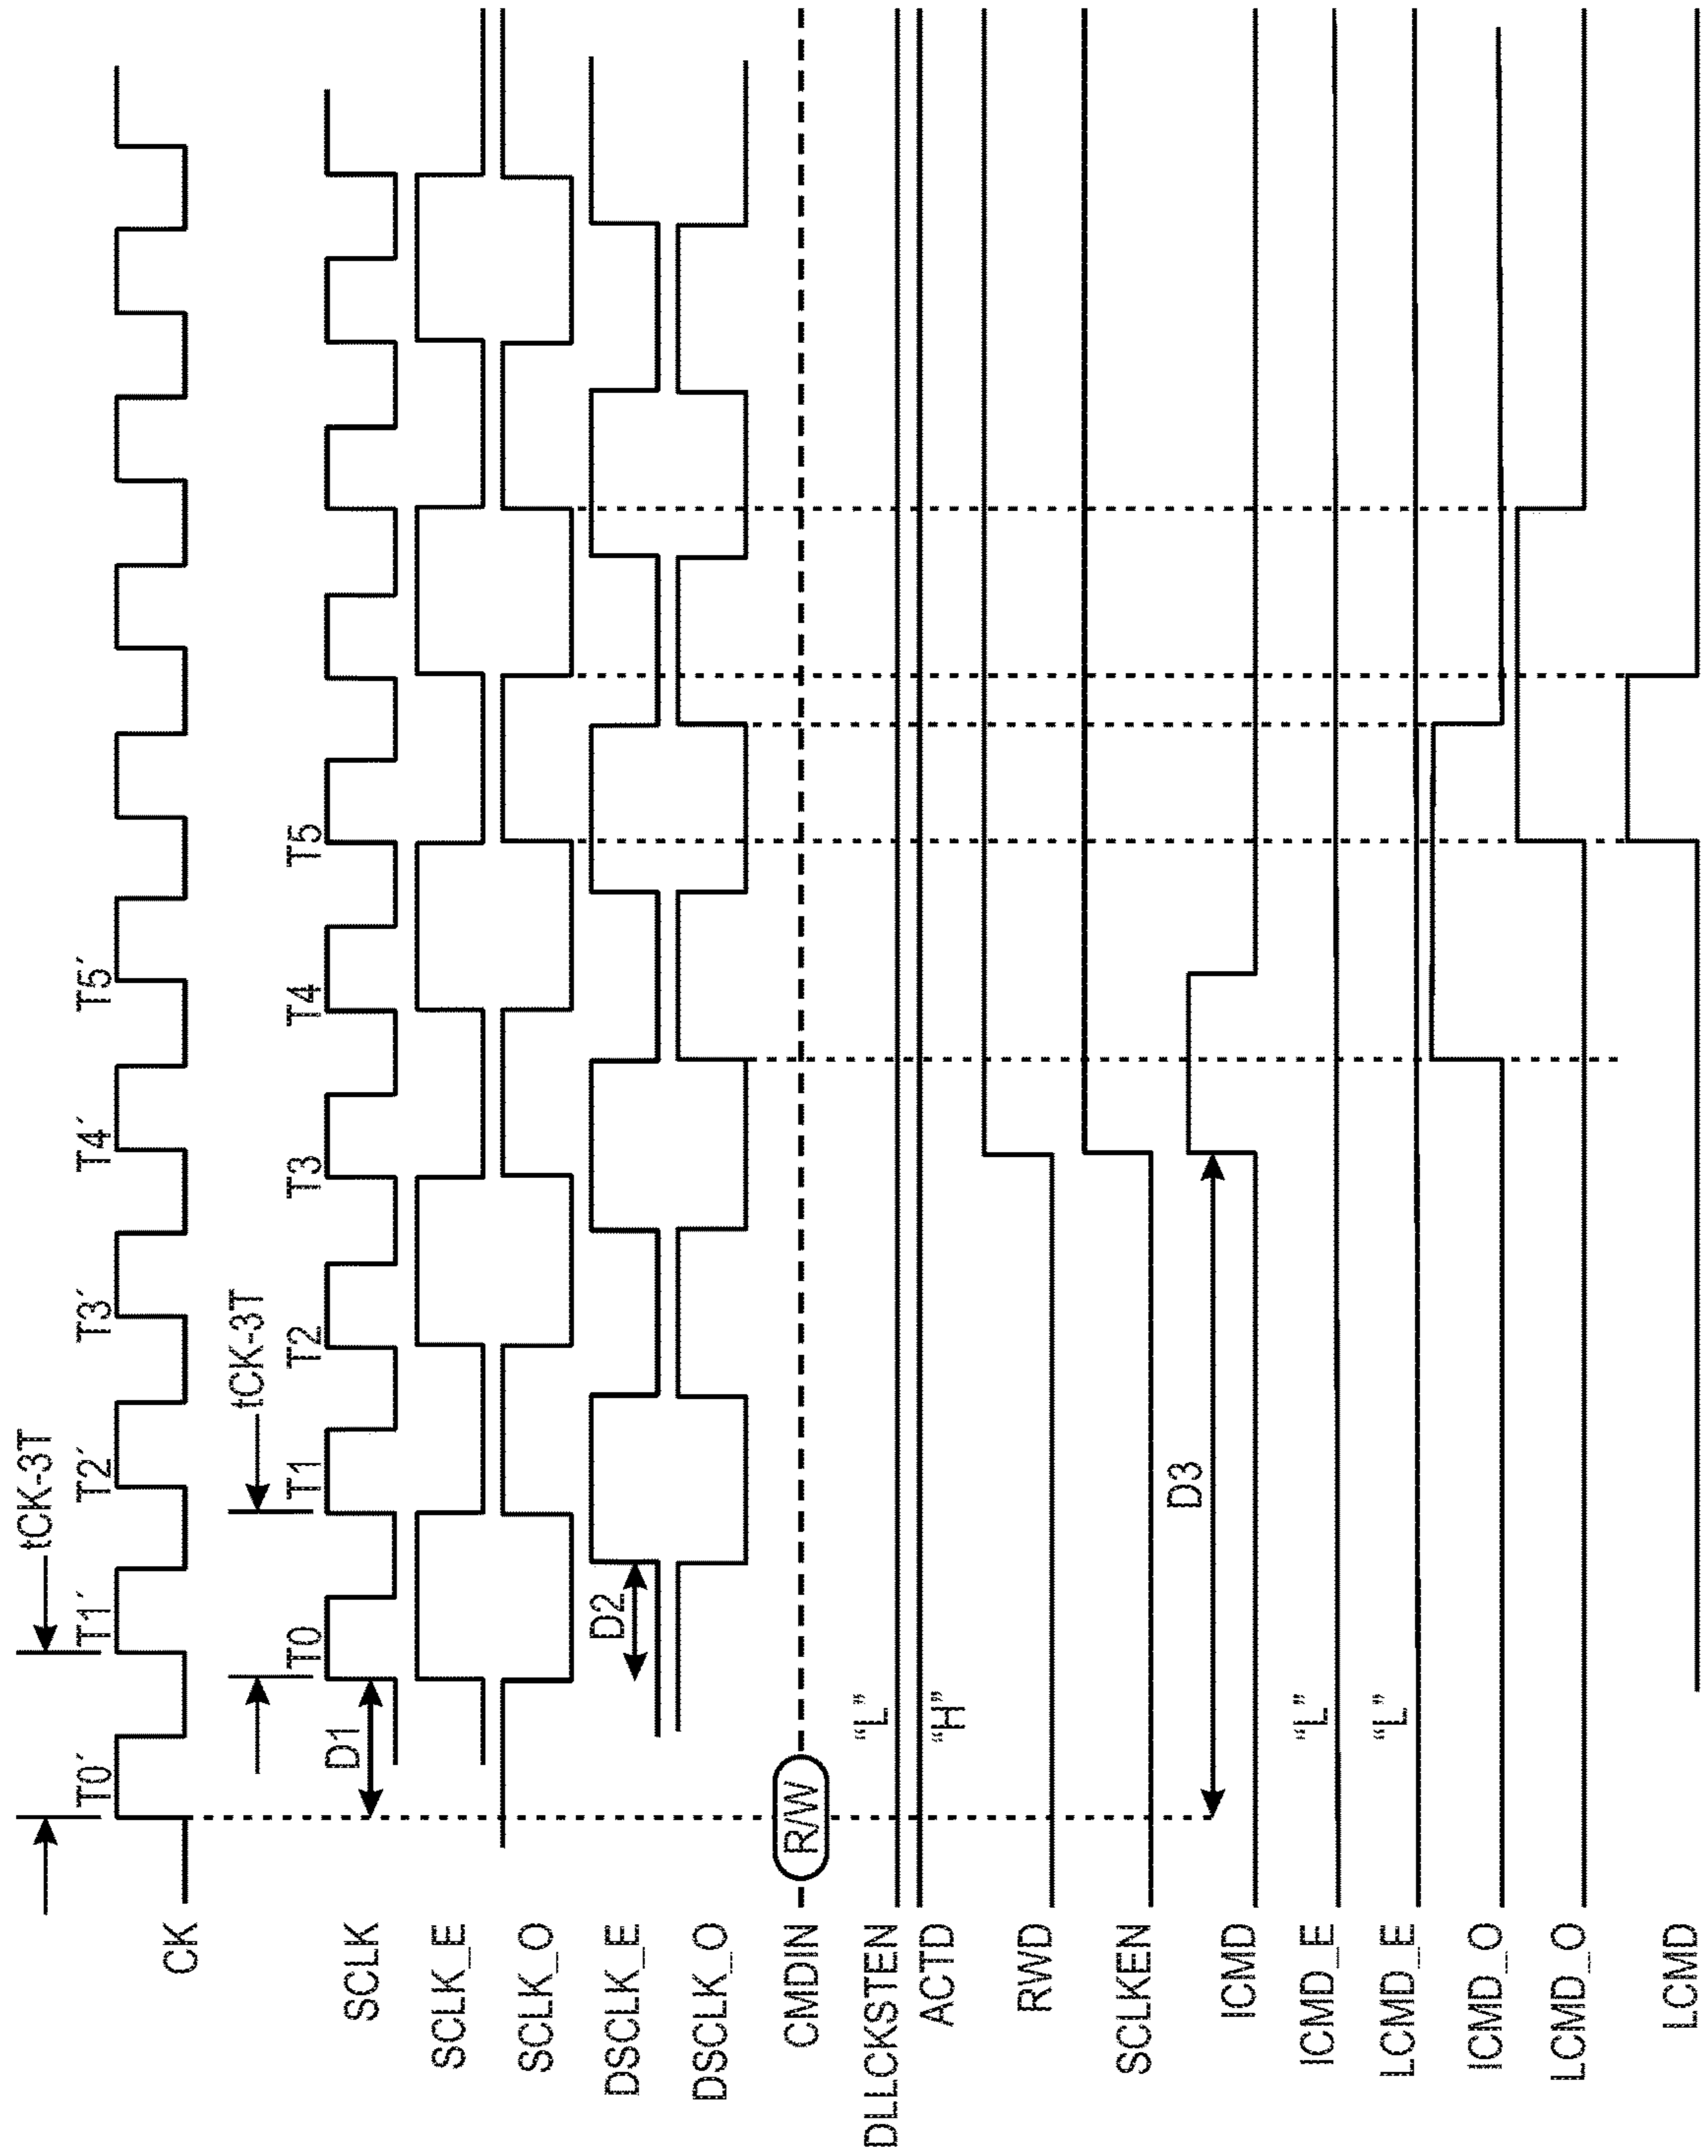 tCK-3T
CK
T0´
T1´
T2´
T3´
T4´
T5´
tCK-3T
SCLK
D1
T0
T1
T2
T3
T4
T5
SCLK_E
SCLK_O
DSCLK_E
D2
DSCLK_O
CMDIN
R/W
DLLCKSTEN
“L”
ACTD
“H”
RWD
SCLKEN
ICMD
D3
ICMD_E
“L”
LCMD_E
“L”
ICMD_O
LCMD_O
LCMD